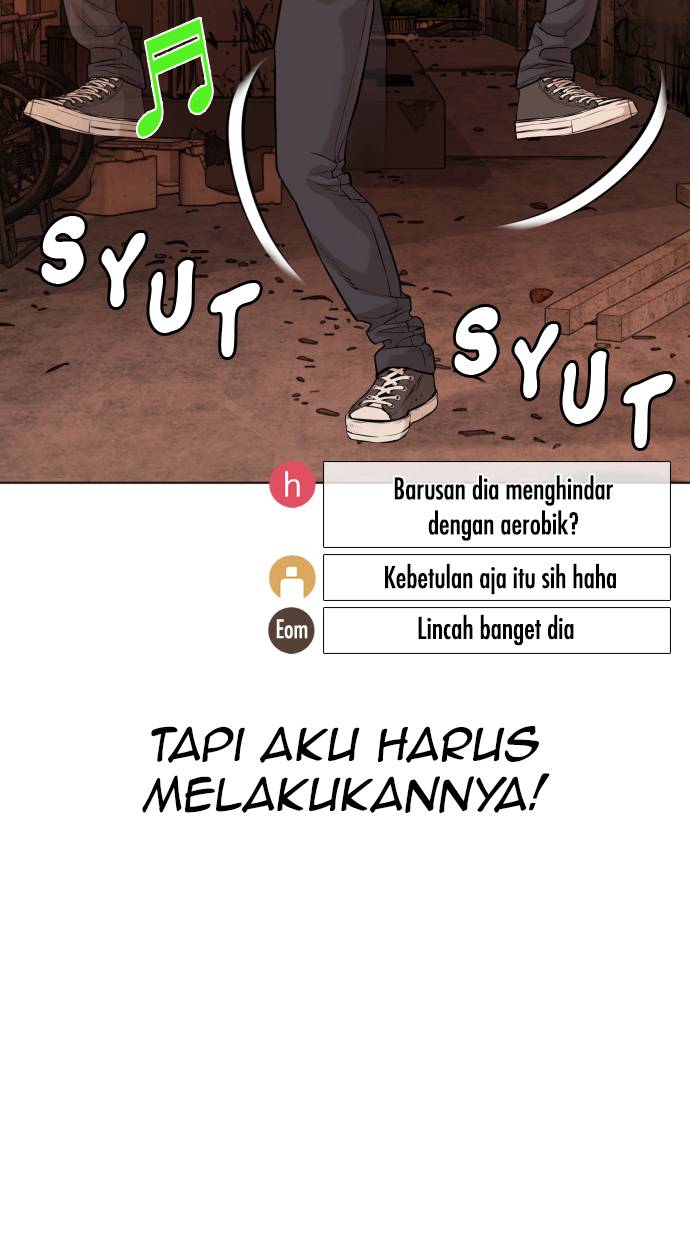 SYUT
SYUT
h
Barusan dia menghindar
dengan aerobik?
Kebetulan aja itu sih haha
Eom
Lincah banget dia
TAPI AKU HARUS
MELAKUKANNYA!